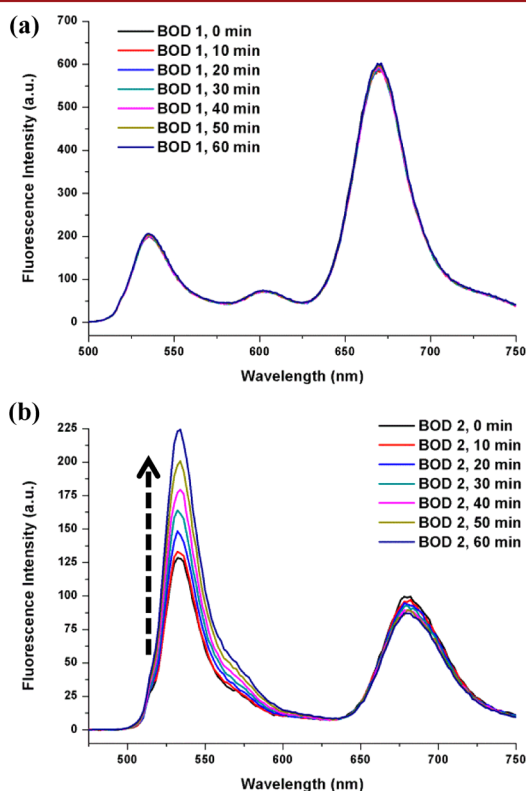 (a)
BOD 1, 0 min
BOD 1, 10 min
BOD 1, 20 min
BOD 1, 30 min
BOD 1, 40 min
BOD 1, 50 min
BOD 1, 60 min
Fluorescence Intensity (a.u.)
700
600
500
400
300
200
100
0
500 550 600 650 700 750
Wavelength (nm)
(b)
BOD 2, 0 min
BOD 2, 10 min
BOD 2, 20 min
BOD 2, 30 min
BOD 2, 40 min
BOD 2, 50 min
BOD 2, 60 min
Fluorescence Intensity (a.u.)
225
200
175
150
125
100
75
50
25
0
500 550 600 650 700 750
Wavelength (nm)